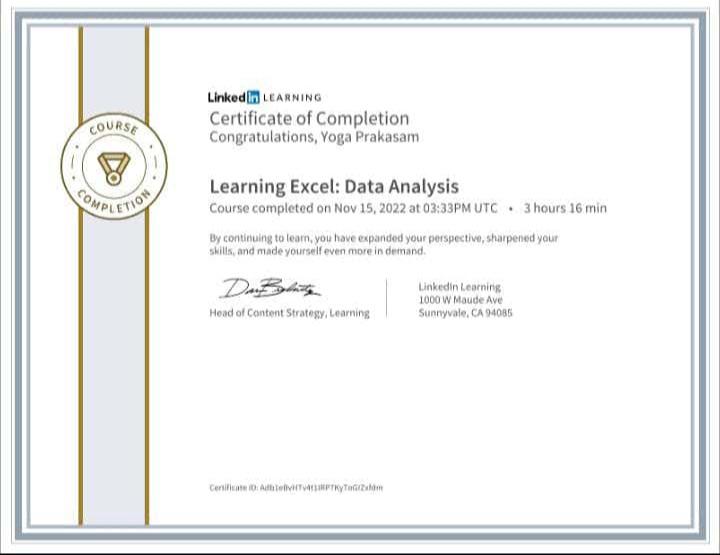 LinkedIn LEARNING
Certificate of Completion
Congratulations, Yoga Prakasam
COURSE
COMPLETION
Learning Excel: Data Analysis
Course completed on Nov 15, 2022 at 03:33PM UTC • 3 hours 16 min
By continuing to learn, you have expanded your perspective, sharpened your
skills, and made yourself even more in demand.
Head of Content Strategy, Learning
LinkedIn Learning
1000 W Maude Ave
Sunnyvale, CA 94085
Certificate ID: